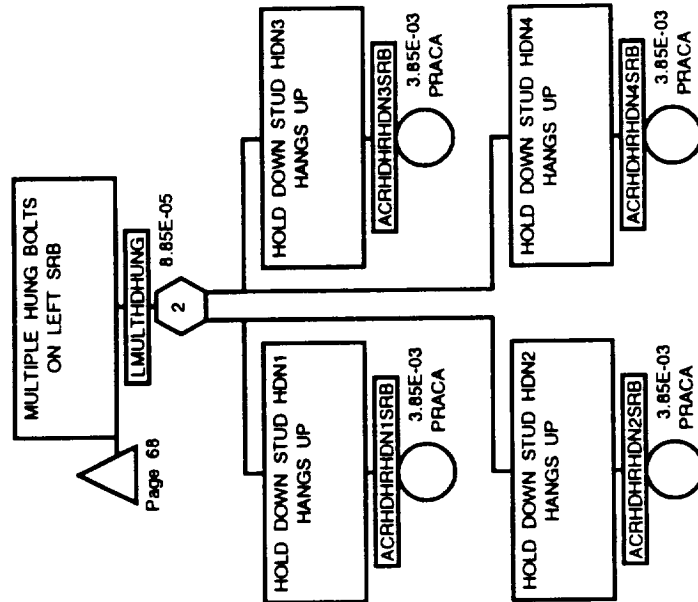 MULTIPLE HUNG BOLTS
ON LEFT SRB
LMULTHDHUNG
8.85E-05
Page 68
2
HOLD DOWN STUD HDN1
HANGS UP
ACRHDHRHDN1SRB
3.85E-03
PRACA
HOLD DOWN STUD HDN3
HANGS UP
ACRHDHRHDN3SRB
3.85E-03
PRACA
HOLD DOWN STUD HDN2
HANGS UP
ACRHDHRHDN2SRB
3.85E-03
PRACA
HOLD DOWN STUD HDN4
HANGS UP
ACRHDHRHDN4SRB
3.85E-03
PRACA